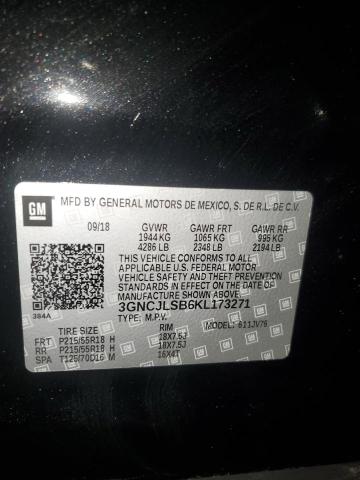 GM
MFD BY GENERAL MOTORS DE MEXICO, S. DE R.L. DE C.V.
09/18 GVWR GAWR FRT GAWR RR
1944 KG 1065 KG 995 KG
4286 LB 2348 LB 2194 LB
THIS VEHICLE CONFORMS TO ALL
APPLICABLE U.S. FEDERAL MOTOR
VEHICLE SAFETY AND THEFT PREVENTION
STANDARDS IN EFFECT ON THE DATE OF
MANUFACTURE SHOWN ABOVE.
3GNCJLSB6KL173271
384A TYPE: M.P.V. MODEL: 611JV76
TIRE SIZE RIM
FRT P215/55R18 H 18X7.5J
RR P215/55R18 H 18X7.5J
SPA T125/70D16 M 16X4T